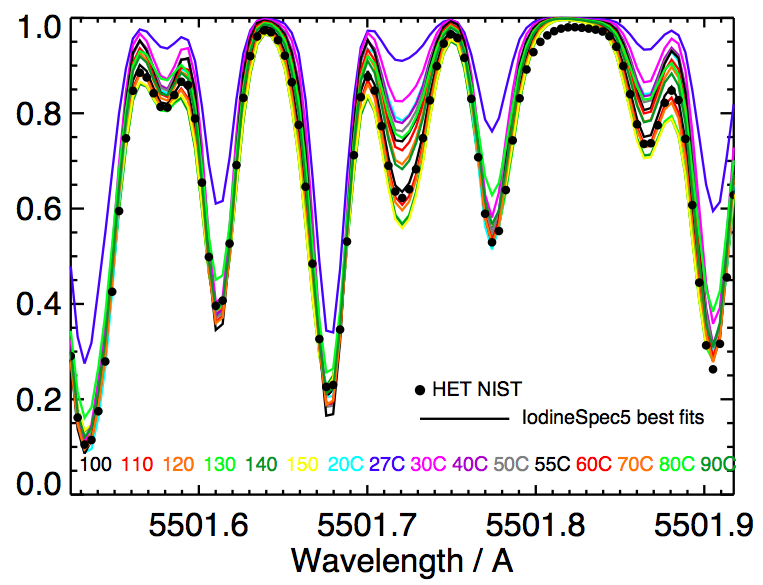 1.0
0.8
0.6
0.4
0.2
0.0
HET NIST
IodineSpec5 best fits
100 110 120 130 140 150 20C 27C 30C 40C 50C 55C 60C 70C 80C 90C
5501.6 5501.7 5501.8 5501.9
Wavelength / A